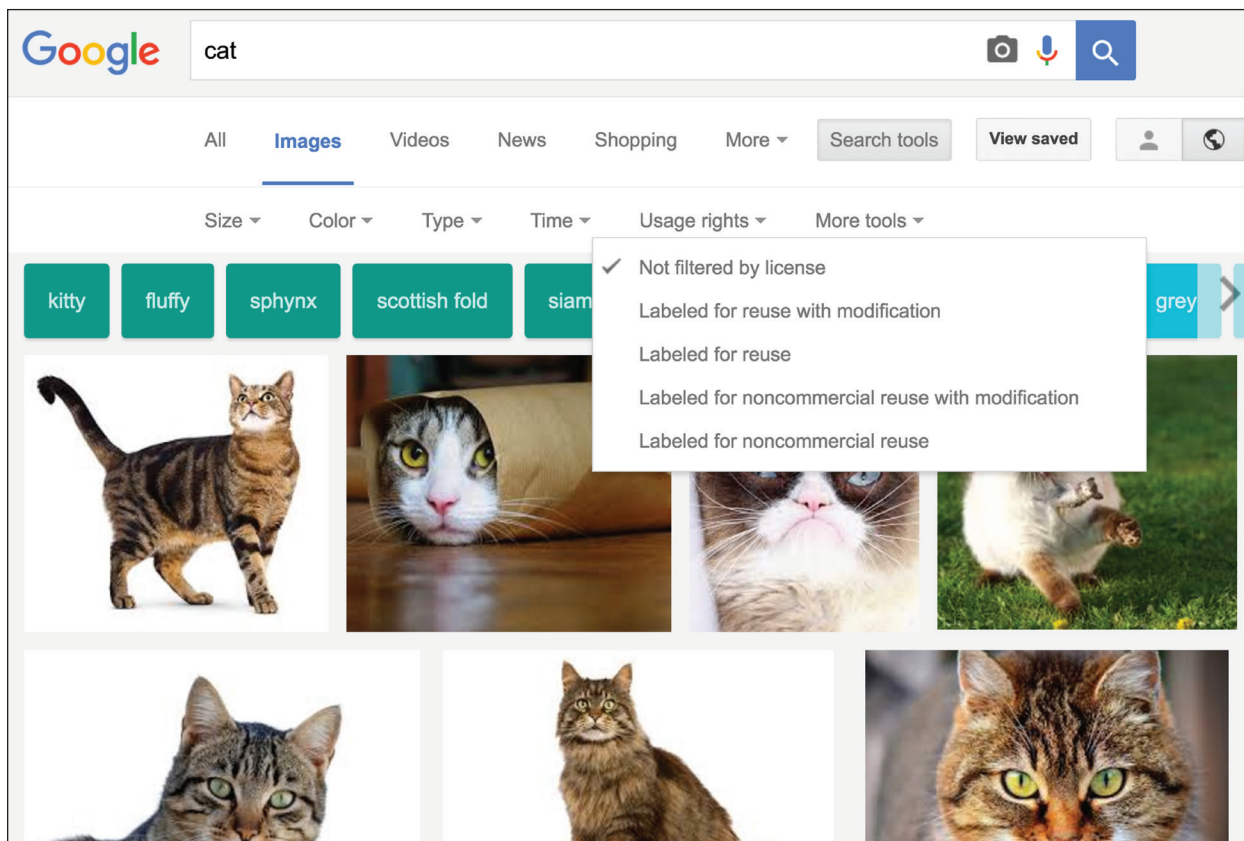 Google
cat
All Images Videos News Shopping More Search tools View saved
Size Color Type Time Usage rights More tools
Not filtered by license
Labeled for reuse with modification
Labeled for reuse
Labeled for noncommercial reuse with modification
Labeled for noncommercial reuse
kitty fluffy sphynx scottish fold siam grey